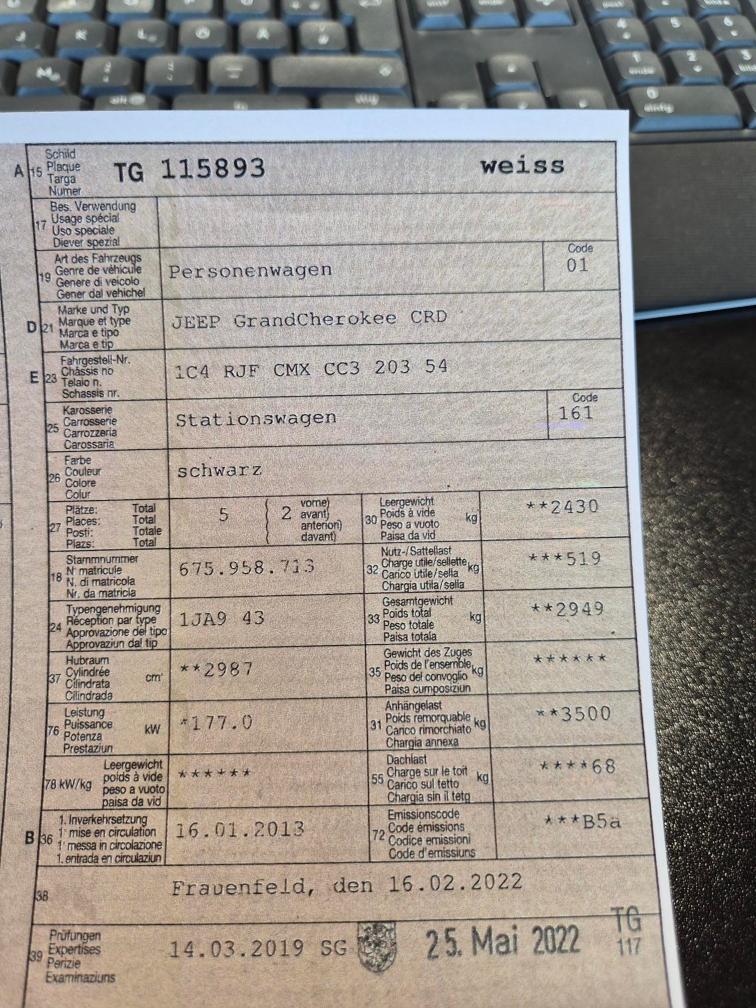 A 15 Schild Plaque Targa Numer TG 115893 weiss
17 Bes. Verwendung Usage spécial Uso speciale Diever spezial
19 Art des Fahrzeugs Genre de véhicule Genere di veicolo Gener dal vehichel Personenwagen Code 01
D 21 Marke und Typ Marque et type Marca e tipo Marca e tip JEEP GrandCherokee CRD
E 23 Fahrgestell-Nr. Châssis no Telaio n. Schassis nr. 1C4 RJF CMX CC3 203 54
25 Karosserie Carrosserie Carrozzeria Carossaria Stationswagen Code 161
26 Farbe Couleur Colore Colur schwarz
27 Plätze: Total Places: Total Posti: Totale Plazs: Total 5 ( 2 vorne) avant) anteriori) davant)
30 Leergewicht Poids à vide Peso a vuoto Paisa da vid kg **2430
18 Stammnummer N° matricule N. di matricola Nr. da matricla 675.958.713
32 Nutz-/Sattellast Charge utile/sellette Carico utile/sella Chargia utila/sella kg ***519
24 Typengenehmigung Réception par type Approvazione del tipo Approvaziun dal tip 1JA9 43
33 Gesamtgewicht Poids total Peso totale Paisa totala kg **2949
37 Hubraum Cylindrée Cilindrata Cilindrada cm³ **2987
35 Gewicht des Zuges Poids de l'ensemble Peso del convoglio Paisa cumposiziun kg ******
76 Leistung Puissance Potenza Prestaziun kW *177.0
31 Anhängelast Poids remorquable Carico rimorchiato Chargia annexa kg **3500
78 kW/kg Leergewicht poids à vide peso a vuoto paisa da vid ******
55 Dachlast Charge sur le toit Carico sul tetto Chargia sin il tetg kg ****68
B 36 1. Inverkehrsetzung 1ʳᵉ mise en circulation 1ª messa in circolazione 1. entrada en circulaziun 16.01.2013
72 Emissionscode Code émissions Codice emissioni Code d'emissiuns ***B5a
38 Frauenfeld, den 16.02.2022
39 Prüfungen Expertises Perizie Examinaziuns 14.03.2019 SG 25. Mai 2022 TG 117